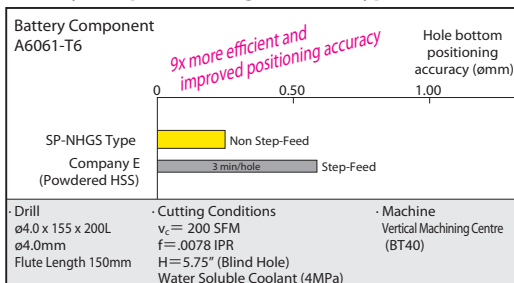 Battery Component
A6061-T6
9x more efficient and
improved positioning accuracy
Hole bottom
positioning
accuracy (ømm)
0 0.50 1.00
SP-NHGS Type Non Step-Feed
Company E
(Powdered HSS)
3 min/hole Step-Feed
· Drill
ø4.0 x 155 x 200L
ø4.0mm
Flute Length 150mm
· Cutting Conditions
vc= 200 SFM
f=.0078 IPR
H=5.75" (Blind Hole)
Water Soluble Coolant (4MPa)
· Machine
Vertical Machining Centre
(BT40)